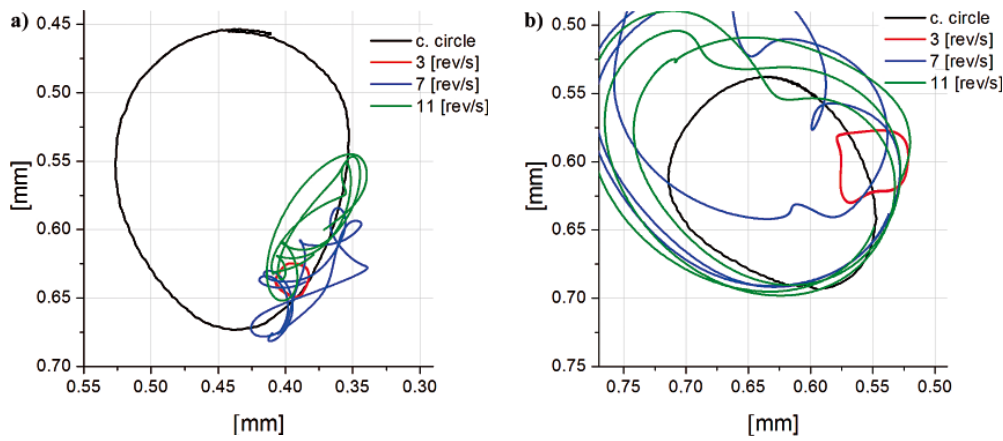 a)
c. circle
3 [rev/s]
7 [rev/s]
11 [rev/s]
0.45
0.50
0.55
0.60
0.65
0.70
[mm]
0.55 0.50 0.45 0.40 0.35 0.30
[mm]
b)
c. circle
3 [rev/s]
7 [rev/s]
11 [rev/s]
0.50
0.55
0.60
0.65
0.70
0.75
[mm]
0.75 0.70 0.65 0.60 0.55 0.50
[mm]